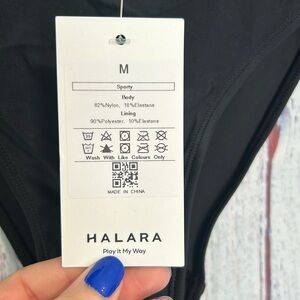 M
Sporty
Body
82%Nylon, 18%Elastane
Lining
90%Polyester, 10%Elastane
Wash With Like Colours Only
MADE IN CHINA
HALARA
Play It My Way